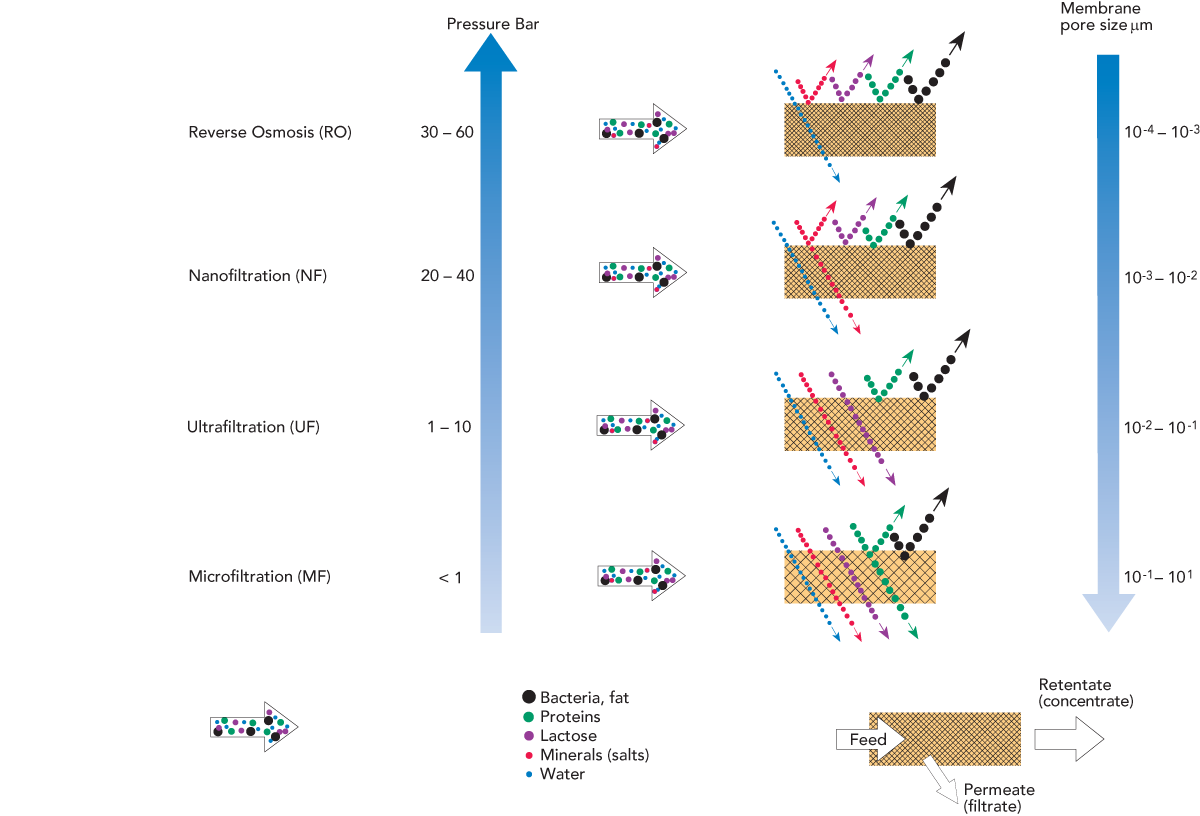 Pressure Bar
Membrane
pore size μm
Reverse Osmosis (RO)
30 – 60
10-4 – 10-3
Nanofiltration (NF)
20 – 40
10-3 – 10-2
Ultrafiltration (UF)
1 – 10
10-2 – 10-1
Microfiltration (MF)
< 1
10-1 – 101
Bacteria, fat
Proteins
Lactose
Minerals (salts)
Water
Retentate
(concentrate)
Feed
Permeate
(filtrate)